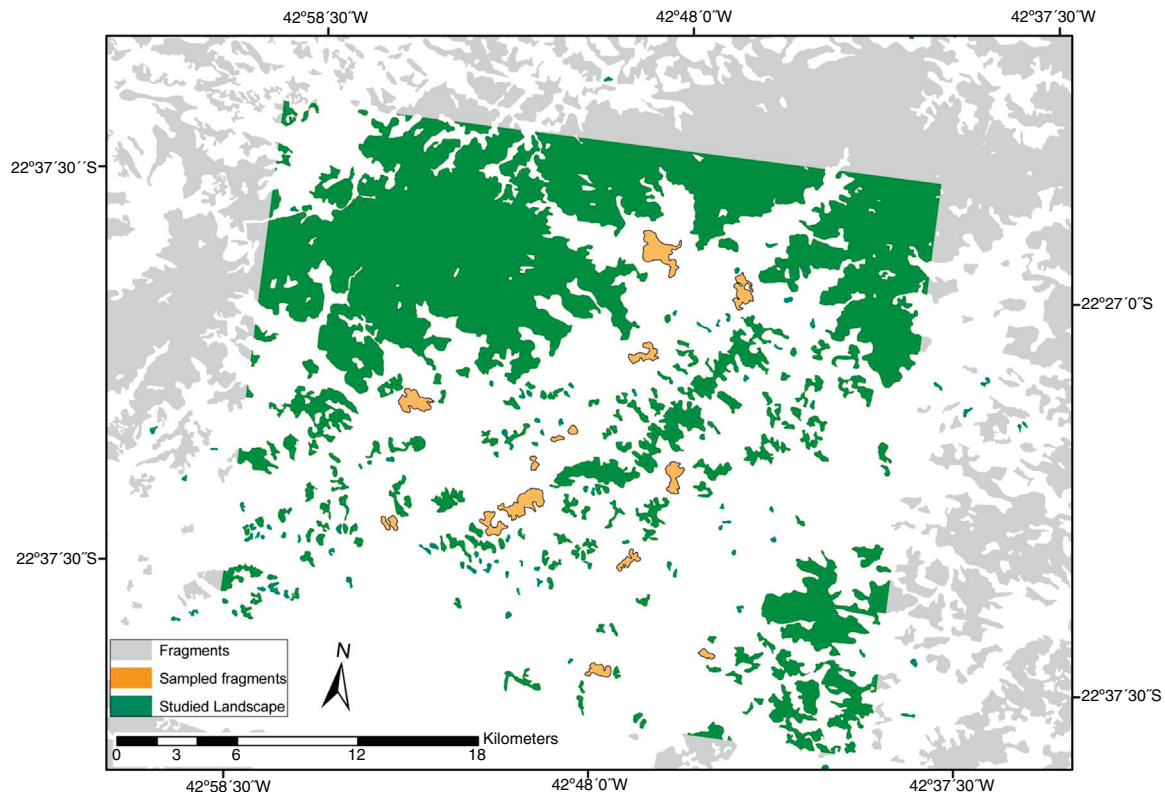 42°58´30˝W
42°48´0˝W
42°37´30˝W
22°37´30´´S
22°27´0˝S
22°37´30˝S
22°37´30˝S
Fragments
Sampled fragments
Studied Landscape
N
Kilometers
0 3 6 12 18
42°58´30˝W
42°48´0˝W
42°37´30˝W